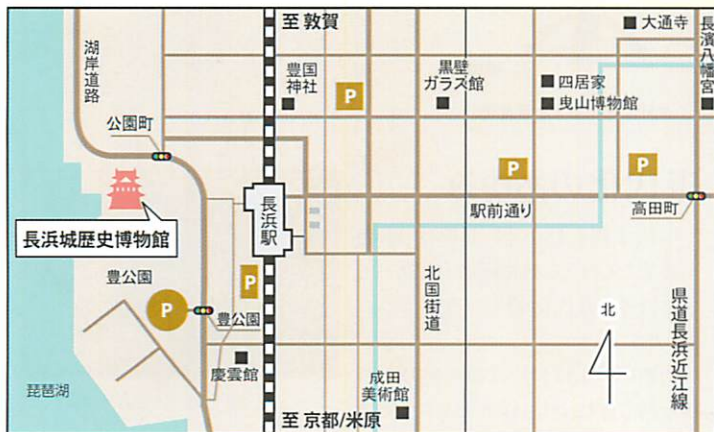 至 敦賀
大通寺
長濱八幡宮
湖岸道路
豊国
神社
P
黒壁
ガラス館
四居家
曳山博物館
公園町
P
P
長浜駅
駅前通り
高田町
長浜城歴史博物館
豊公園
P
P
豊公園
北国街道
県道長浜近江線
北
慶雲館
成田
美術館
琵琶湖
至 京都/米原